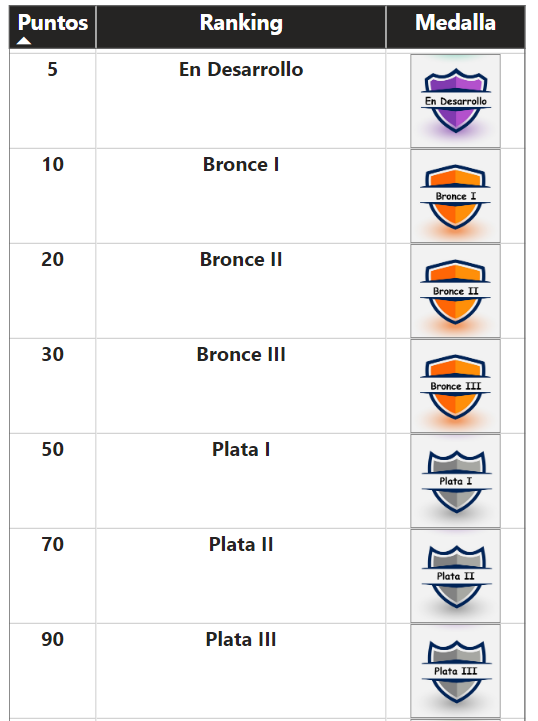 Puntos Ranking Medalla
5 En Desarrollo En Desarrollo
10 Bronce I Bronce I
20 Bronce II Bronce II
30 Bronce III Bronce III
50 Plata I Plata I
70 Plata II Plata II
90 Plata III Plata III